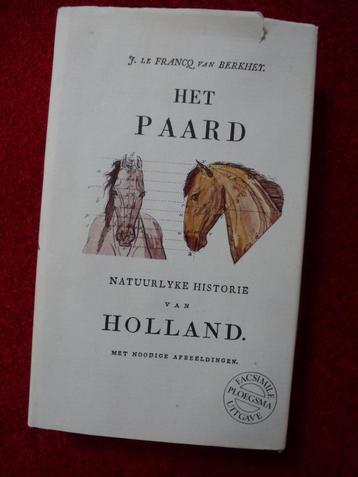 J. LE FRANCQ VAN BERKHEY.
HET
PAARD
NATUURLYKE HISTORIE
VAN
HOLLAND.
MET NOODIGE AFBEELDINGEN.
FACSIMILE
PLOEGSMA
UITGAVE